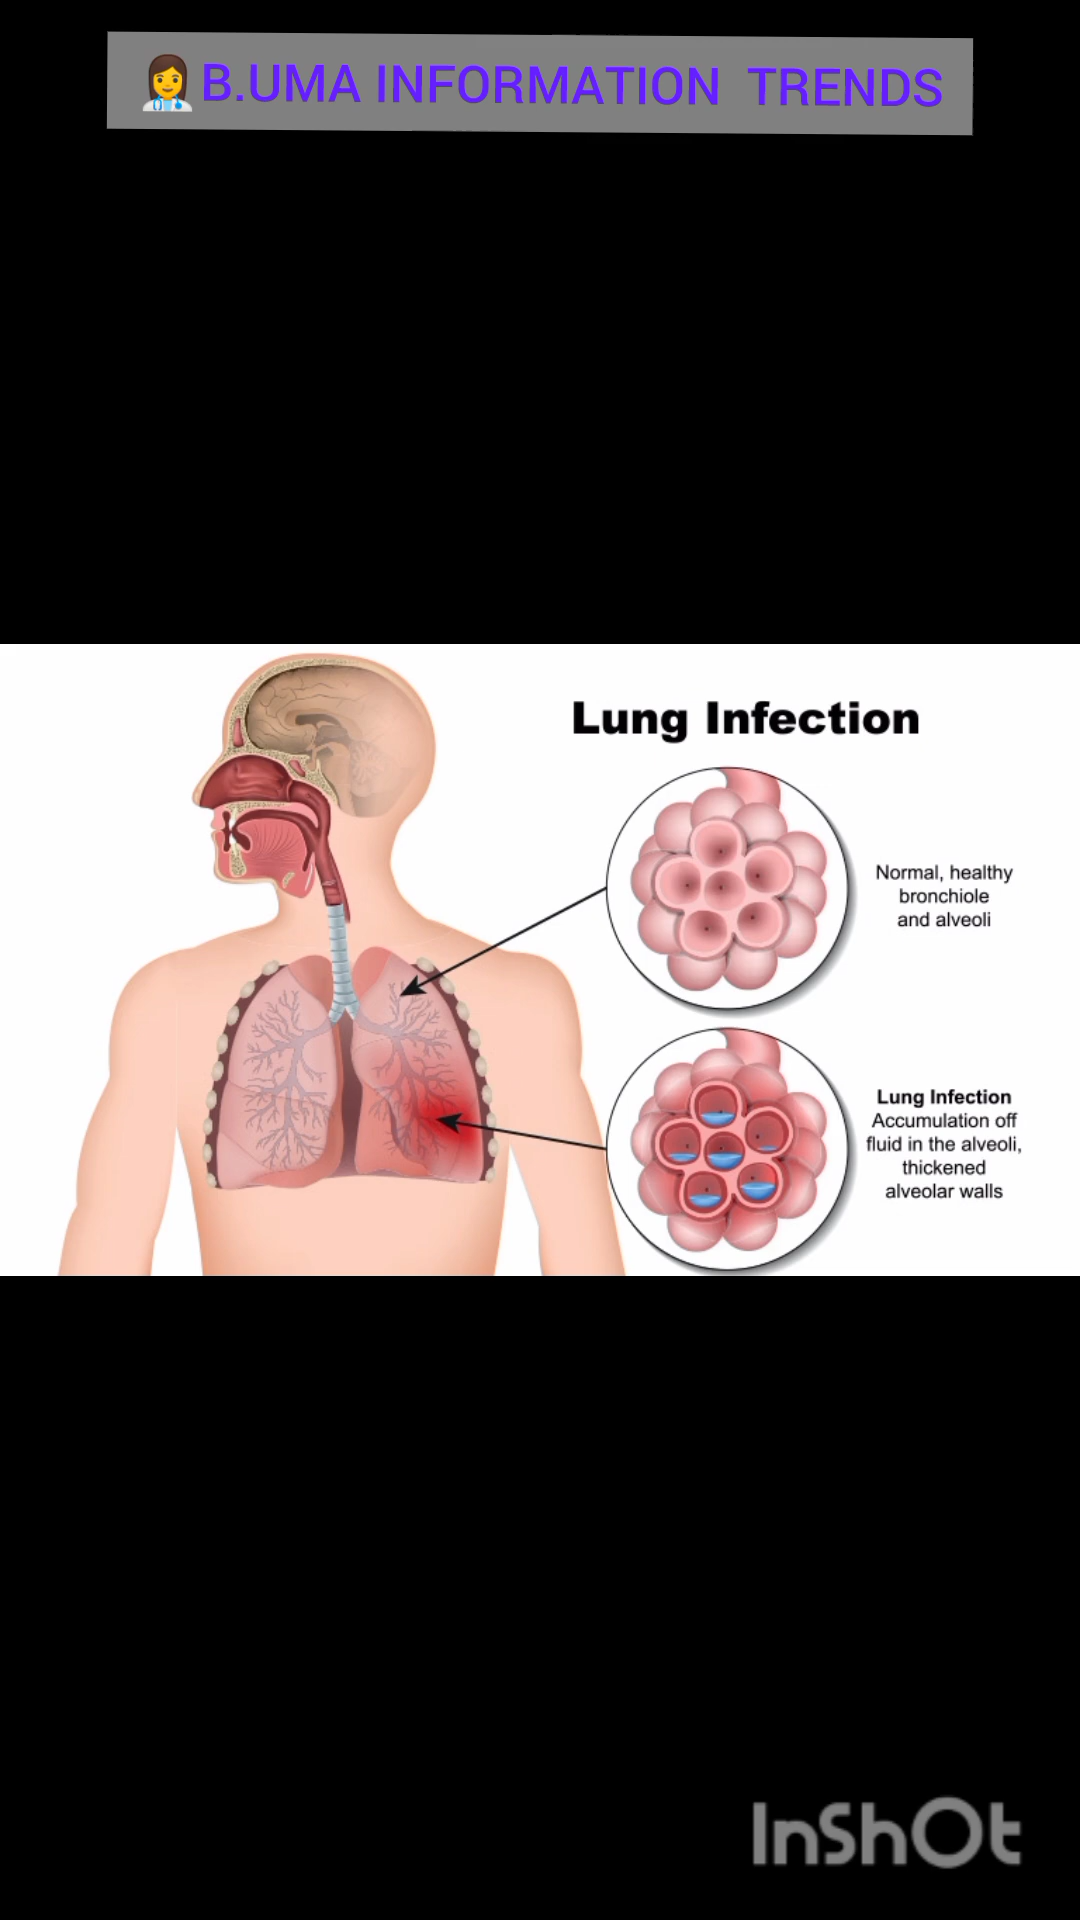 B.UMA INFORMATION TRENDS
Lung Infection
Normal, healthy
bronchiole
and alveoli
Lung Infection
Accumulation off
fluid in the alveoli,
thickened
alveolar walls
InShOt